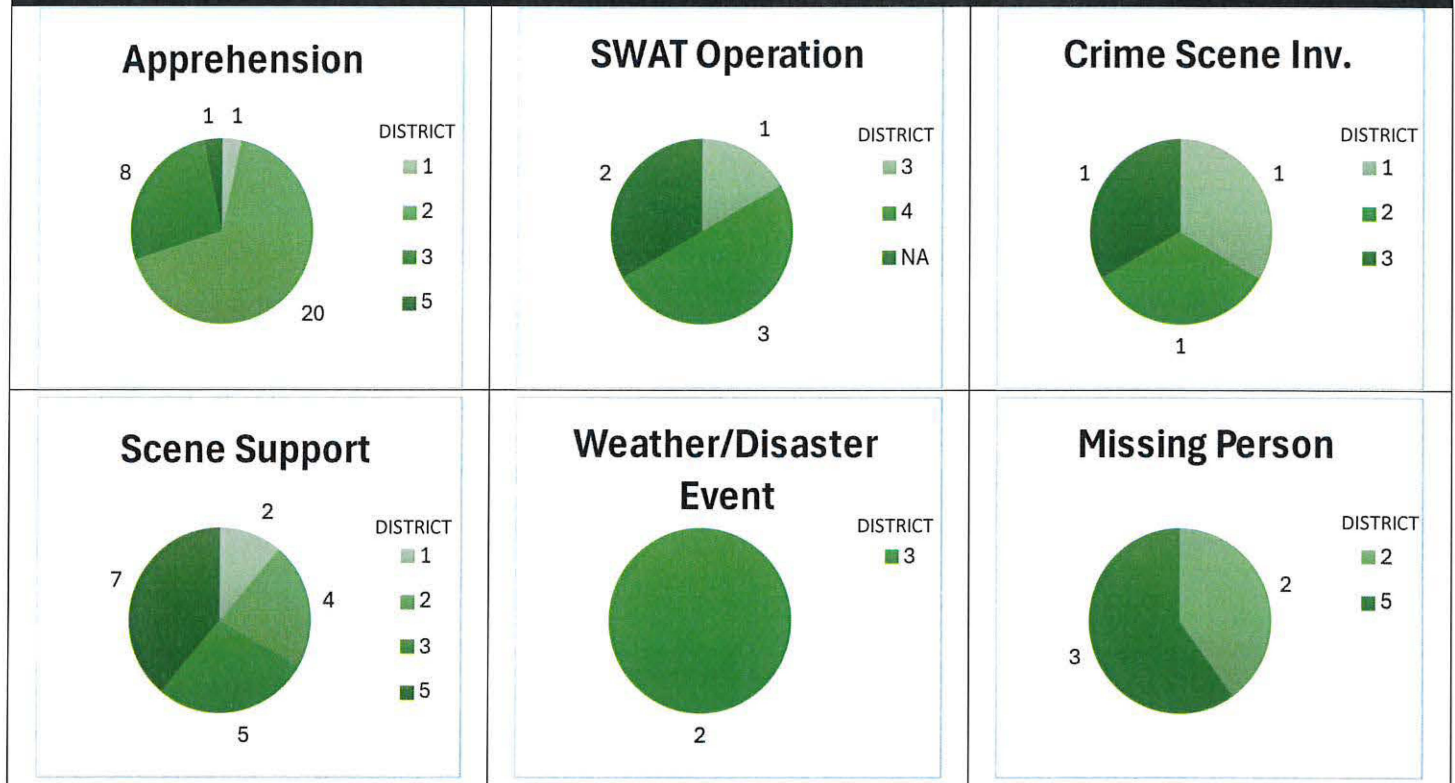 Apprehension
1 1
8
20
DISTRICT
1
2
3
5
SWAT Operation
1
2
3
DISTRICT
3
4
NA
Crime Scene Inv.
1
1
1
DISTRICT
1
2
3
Scene Support
2
7
4
5
DISTRICT
1
2
3
5
Weather/Disaster
Event
2
DISTRICT
3
Missing Person
2
3
DISTRICT
2
5